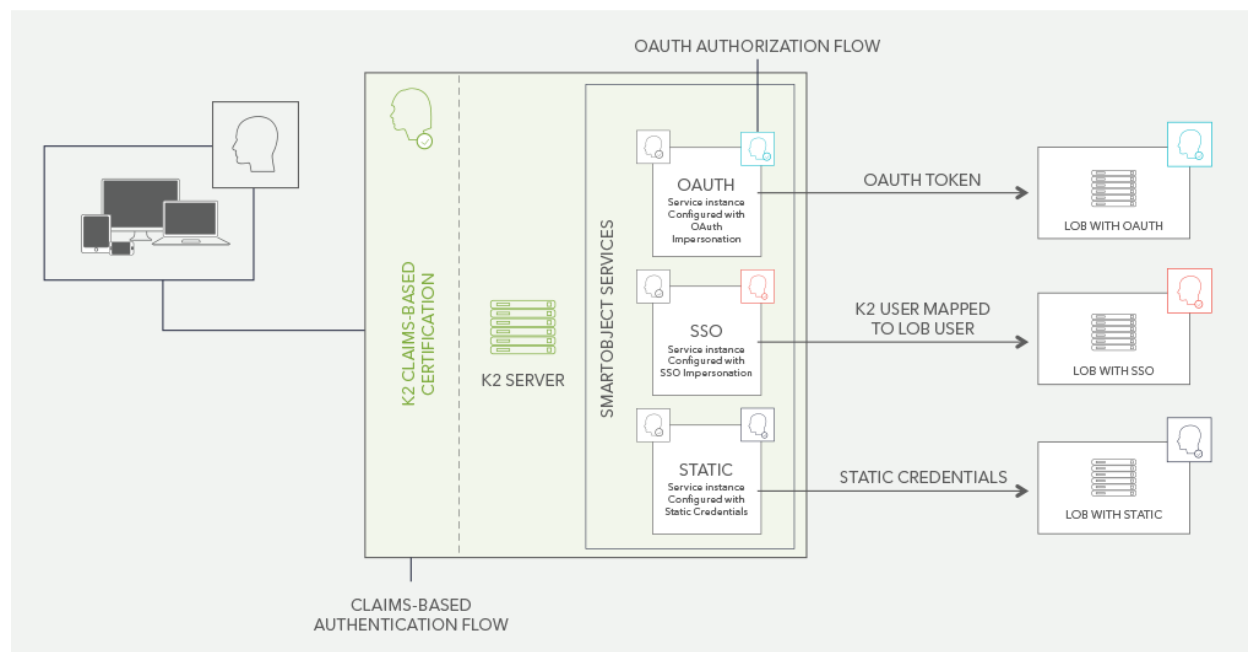 OAUTH AUTHORIZATION FLOW
K2 CLAIMS-BASED
CERTIFICATION
K2 SERVER
SMARTOBJECT SERVICES
OAUTH
Service instance
Configured with
OAuth
Impersonation
OAUTH TOKEN
LOB WITH OAUTH
SSO
Service instance
Configured with
SSO Impersonation
K2 USER MAPPED
TO LOB USER
LOB WITH SSO
STATIC
Service instance
Configured with
Static Credentials
STATIC CREDENTIALS
LOB WITH STATIC
CLAIMS-BASED
AUTHENTICATION FLOW